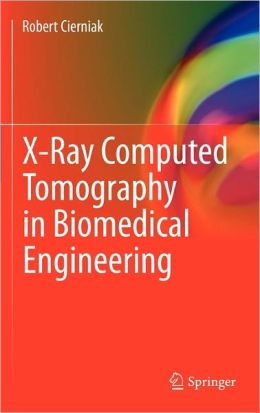 Robert Cierniak
X-Ray Computed
Tomography
in Biomedical
Engineering
Springer